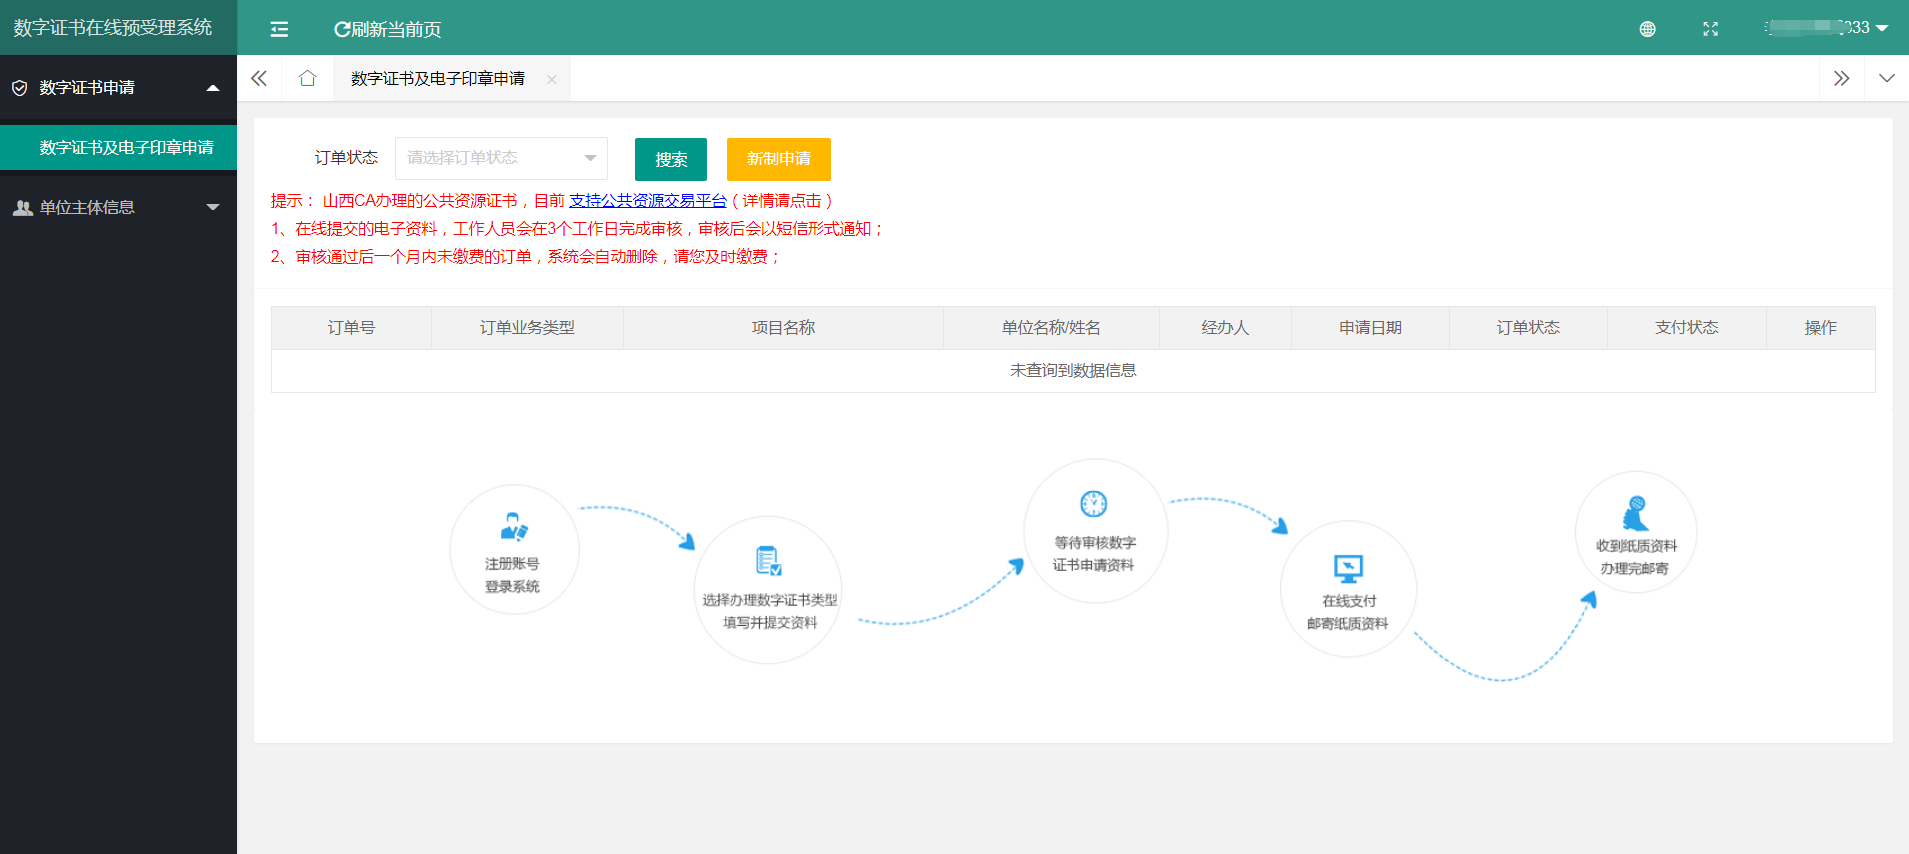 数字证书在线预受理系统
刷新当前页
033
数字证书申请
数字证书及电子印章申请
单位主体信息
数字证书及电子印章申请
订单状态
请选择订单状态
搜索
新制申请
提示： 山西CA办理的公共资源证书，目前 支持公共资源交易平台（详情请点击）
1、在线提交的电子资料，工作人员会在3个工作日完成审核，审核后会以短信形式通知；
2、审核通过后一个月内未缴费的订单，系统会自动删除，请您及时缴费；
订单号 订单业务类型 项目名称 单位名称/姓名 经办人 申请日期 订单状态 支付状态 操作
未查询到数据信息
注册账号
登录系统
选择办理数字证书类型
填写并提交资料
等待审核数字
证书申请资料
在线支付
邮寄纸质资料
收到纸质资料
办理完邮寄